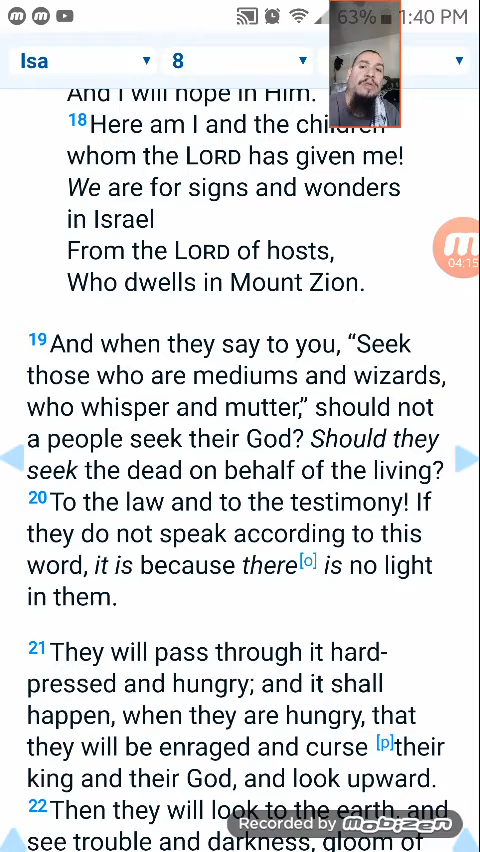 63% 1:40 PM
Isa 8
And I will hope in Him.
18 Here am I and the children
whom the LORD has given me!
We are for signs and wonders
in Israel
From the LORD of hosts,
Who dwells in Mount Zion.
04:15
19 And when they say to you, “Seek
those who are mediums and wizards,
who whisper and mutter,” should not
a people seek their God? Should they
seek the dead on behalf of the living?
20 To the law and to the testimony! If
they do not speak according to this
word, it is because there[o] is no light
in them.
21 They will pass through it hard-
pressed and hungry; and it shall
happen, when they are hungry, that
they will be enraged and curse [p]their
king and their God, and look upward.
22 Then they will look to the earth, and
see trouble and darkness, gloom of
Recorded by mobizen